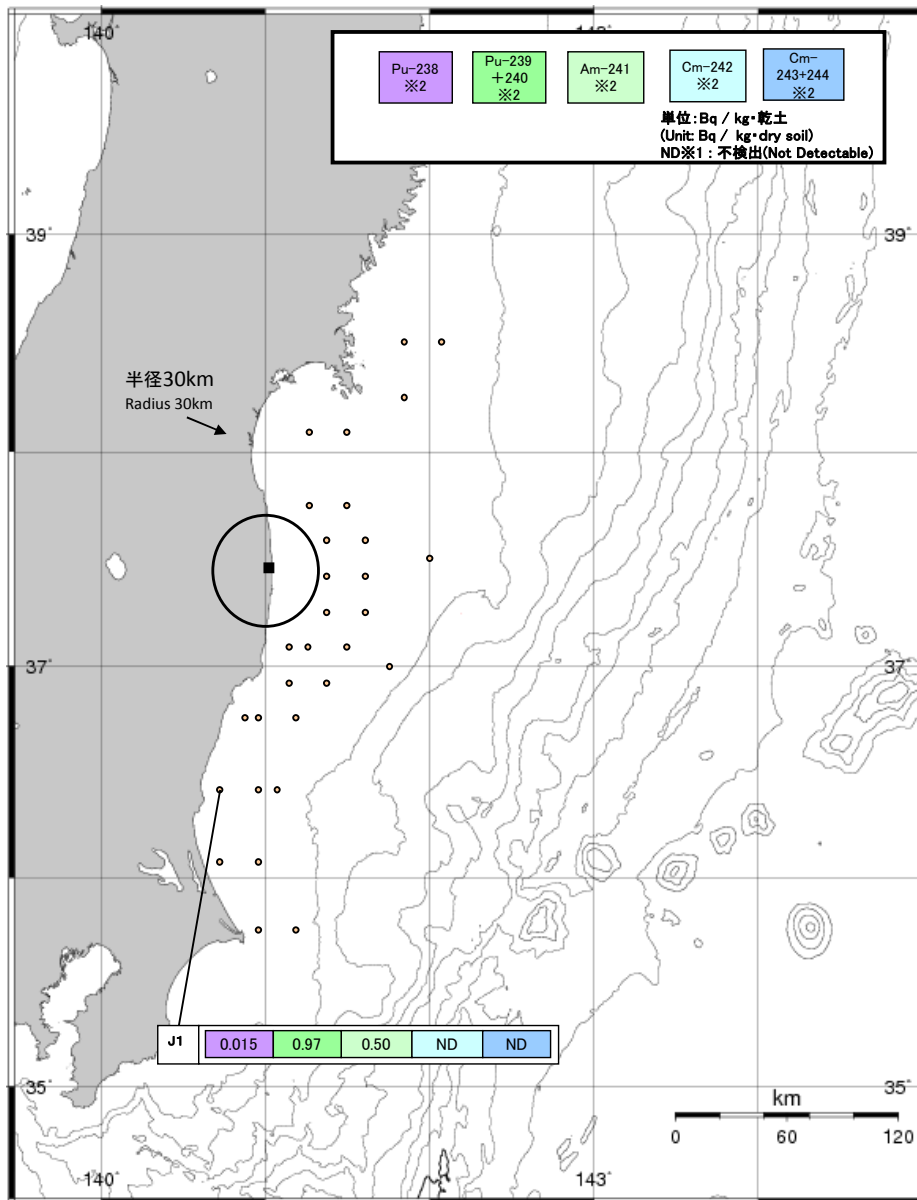 140°
Pu-238
※2
Pu-239
+240
※2
Am-241
※2
Cm-242
※2
Cm-
243+244
※2
単位:Bq / kg・乾土
(Unit: Bq / kg・dry soil)
ND※1 : 不検出(Not Detectable)
39°
39°
半径30km
Radius 30km
37°
37°
J1
0.015
0.97
0.50
ND
ND
35°
35°
km
0
60
120
140°
143°